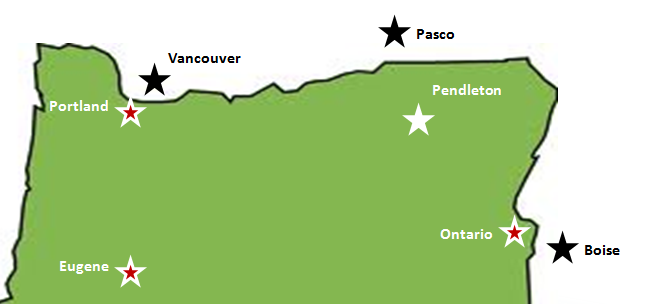 Pasco
Vancouver
Pendleton
Portland
Ontario
Boise
Eugene